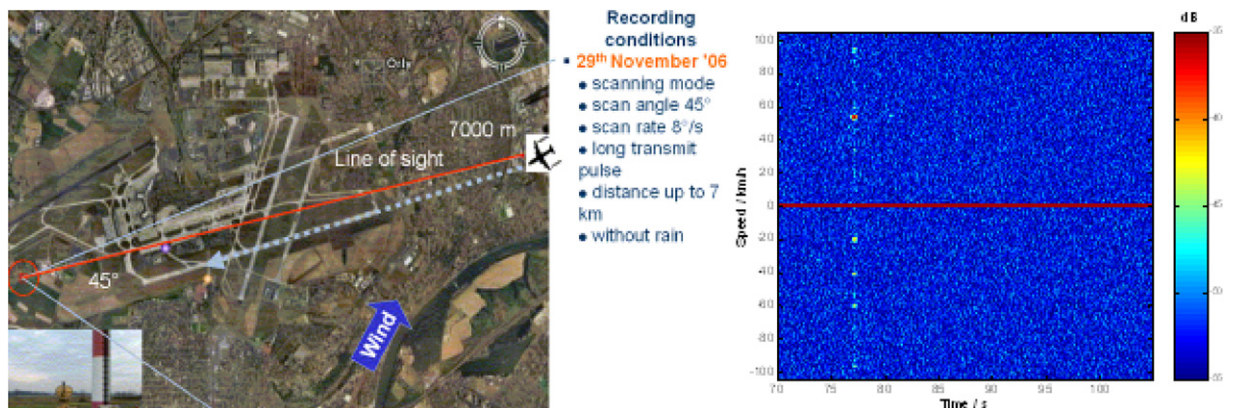 Orly
7000 m
Line of sight
45°
Wind
Recording
conditions
29th November '06
scanning mode
scan angle 45°
scan rate 8°/s
long transmit
pulse
distance up to 7
km
without rain
dB
-35
-40
-45
-50
-55
Speed / km/h
100
80
60
40
20
0
-20
-40
-60
-80
-100
70
75
80
85
90
95
100
Time / s